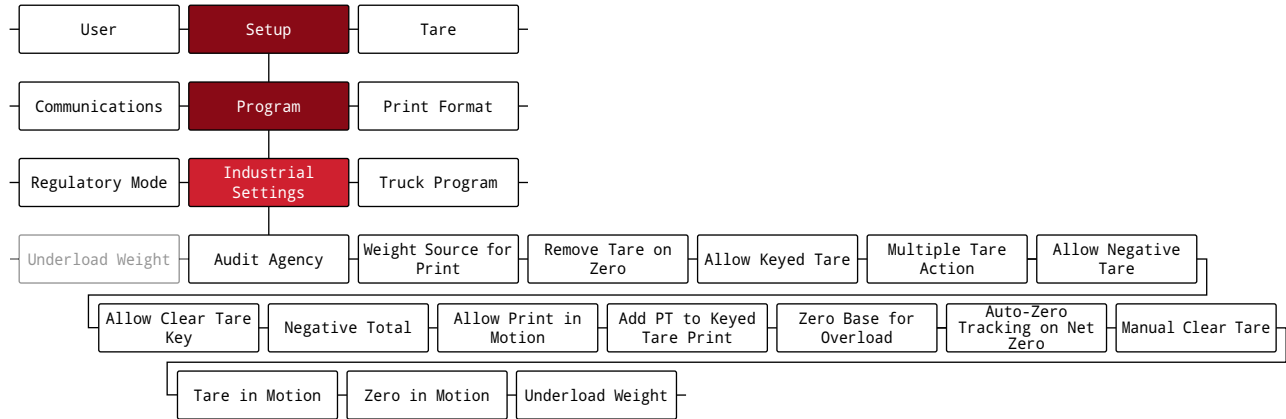 User
Setup
Tare
Communications
Program
Print Format
Regulatory Mode
Industrial
Settings
Truck Program
Underload Weight
Audit Agency
Weight Source for
Print
Remove Tare on
Zero
Allow Keyed Tare
Multiple Tare
Action
Allow Negative
Tare
Allow Clear Tare
Key
Negative Total
Allow Print in
Motion
Add PT to Keyed
Tare Print
Zero Base for
Overload
Auto-Zero
Tracking on Net
Zero
Manual Clear Tare
Tare in Motion
Zero in Motion
Underload Weight